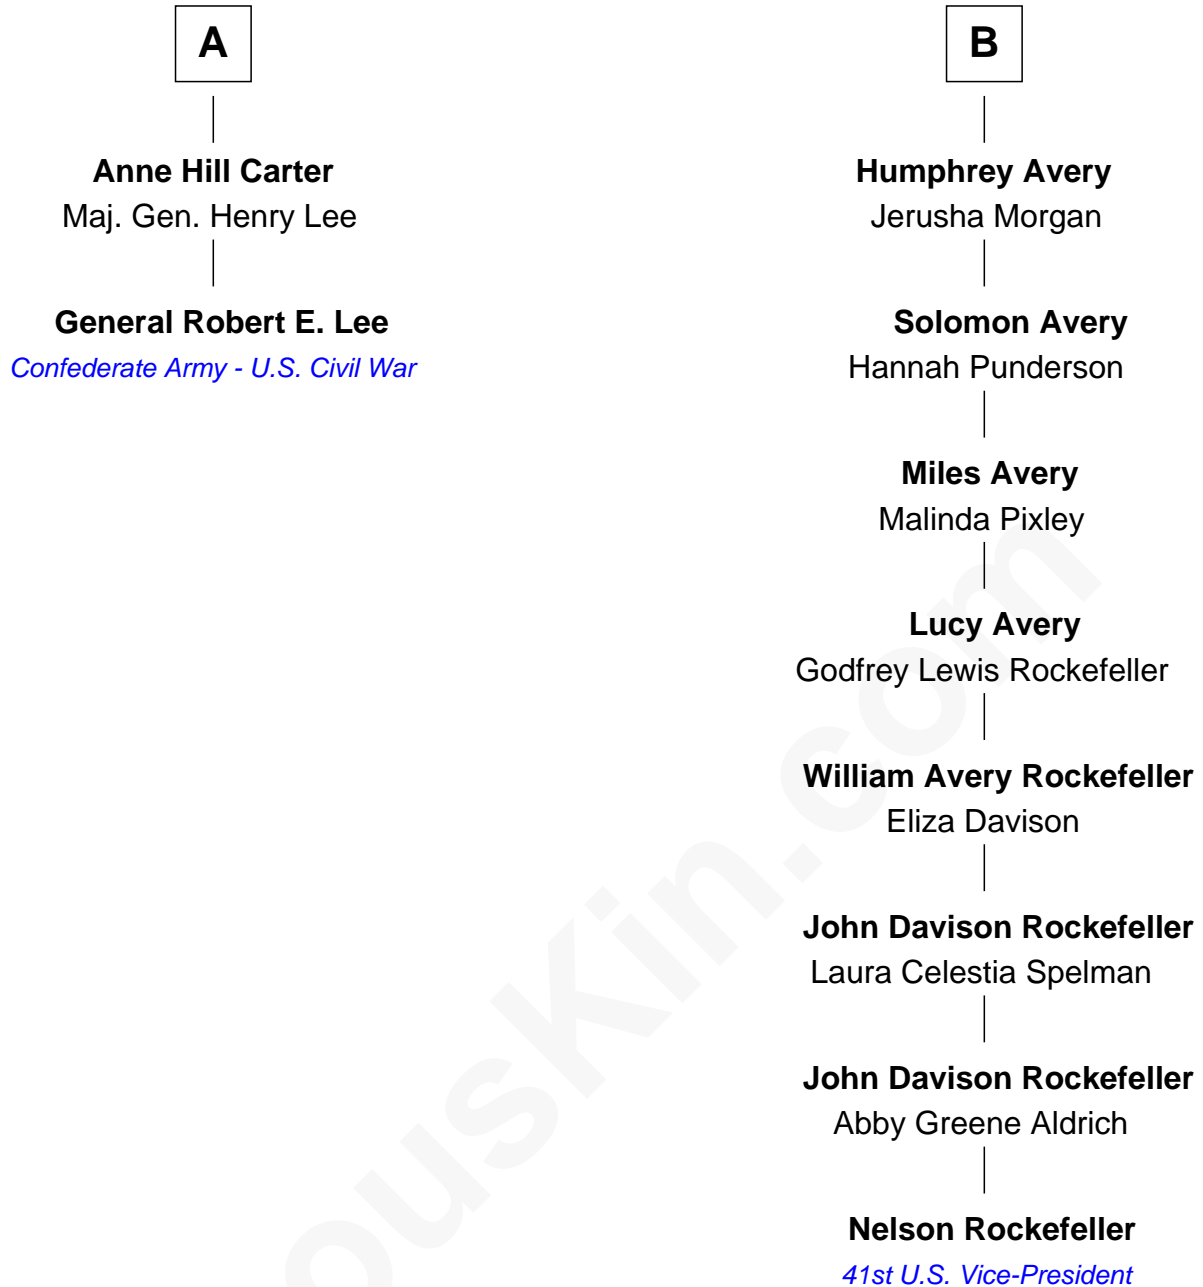 A
Anne Hill Carter
Maj. Gen. Henry Lee
General Robert E. Lee
Confederate Army - U.S. Civil War
B
Humphrey Avery
Jerusha Morgan
Solomon Avery
Hannah Punderson
Miles Avery
Malinda Pixley
Lucy Avery
Godfrey Lewis Rockefeller
William Avery Rockefeller
Eliza Davison
John Davison Rockefeller
Laura Celestia Spelman
John Davison Rockefeller
Abby Greene Aldrich
Nelson Rockefeller
41st U.S. Vice-President
ousKin.com